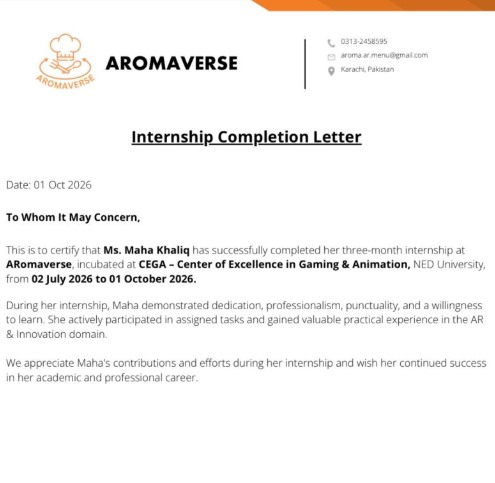 AROMAVERSE
AROMAVERSE
0313-2458595
aroma.ar.menu@gmail.com
Karachi, Pakistan
Internship Completion Letter
Date: 01 Oct 2026
To Whom It May Concern,
This is to certify that Ms. Maha Khaliq has successfully completed her three-month internship at
ARomaverse, incubated at CEGA – Center of Excellence in Gaming & Animation, NED University,
from 02 July 2026 to 01 October 2026.
During her internship, Maha demonstrated dedication, professionalism, punctuality, and a willingness
to learn. She actively participated in assigned tasks and gained valuable practical experience in the AR
& Innovation domain.
We appreciate Maha's contributions and efforts during her internship and wish her continued success
in her academic and professional career.